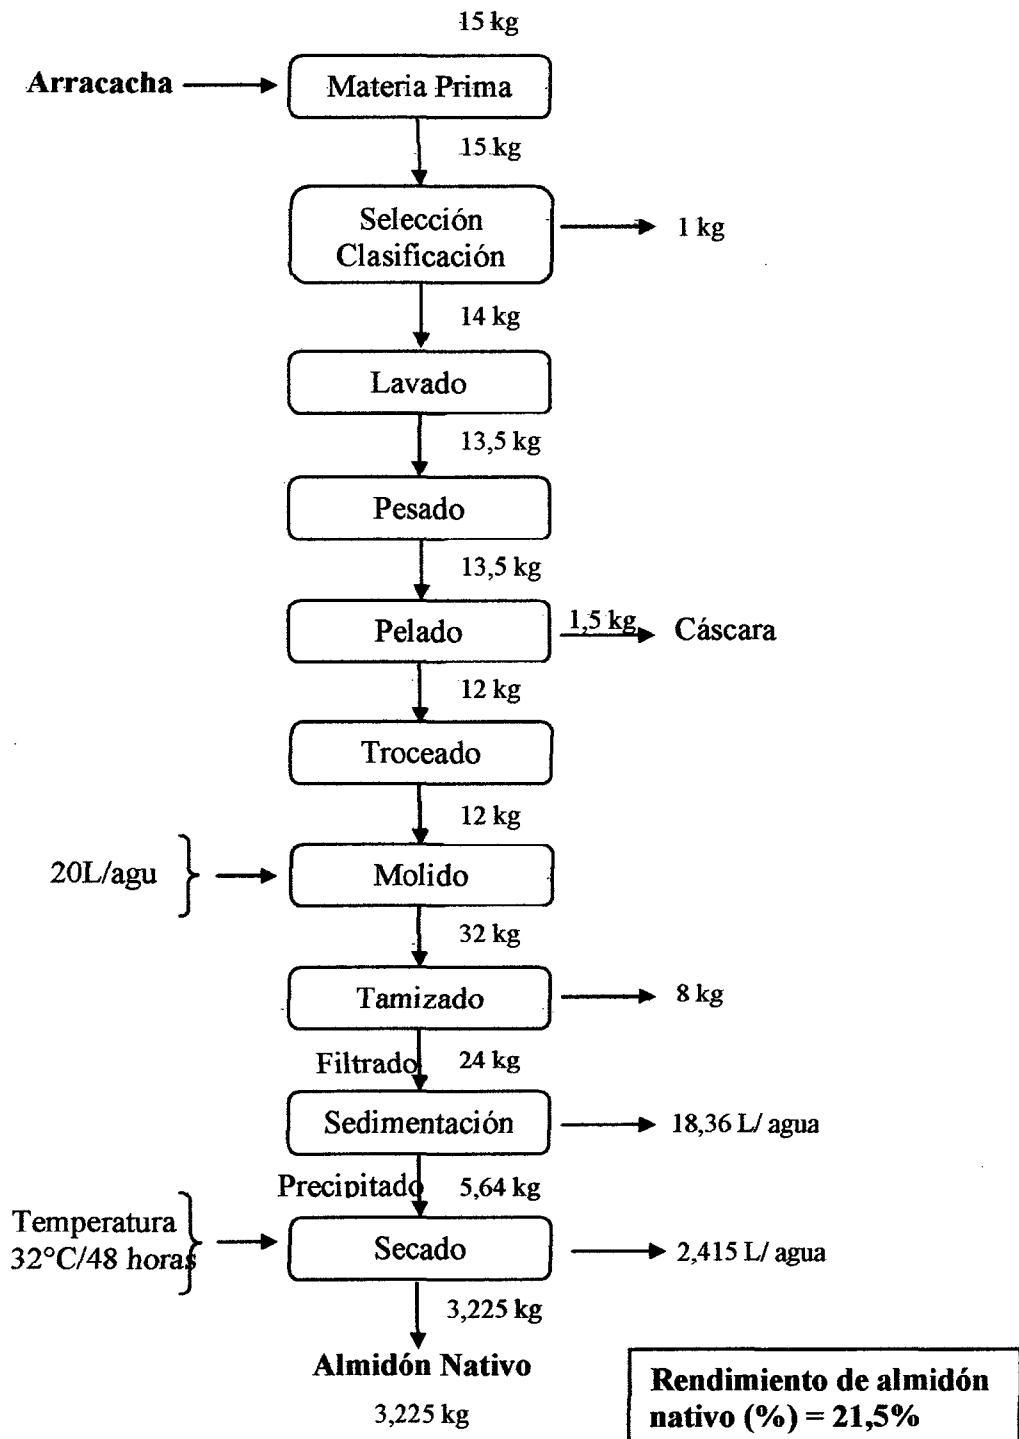 15 kg
Arracacha
Materia Prima
15 kg
Selección
Clasificación
1 kg
14 kg
Lavado
13,5 kg
Pesado
13,5 kg
Pelado
1,5 kg
Cáscara
12 kg
Troceado
12 kg
20L/agu
Molido
32 kg
Tamizado
8 kg
Filtrado
24 kg
Sedimentación
18,36 L/ agua
Precipitado
5,64 kg
Temperatura
32°C/48 horas
Secado
2,415 L/ agua
3,225 kg
Almidón Nativo
3,225 kg
Rendimiento de almidón
nativo (%) = 21,5%